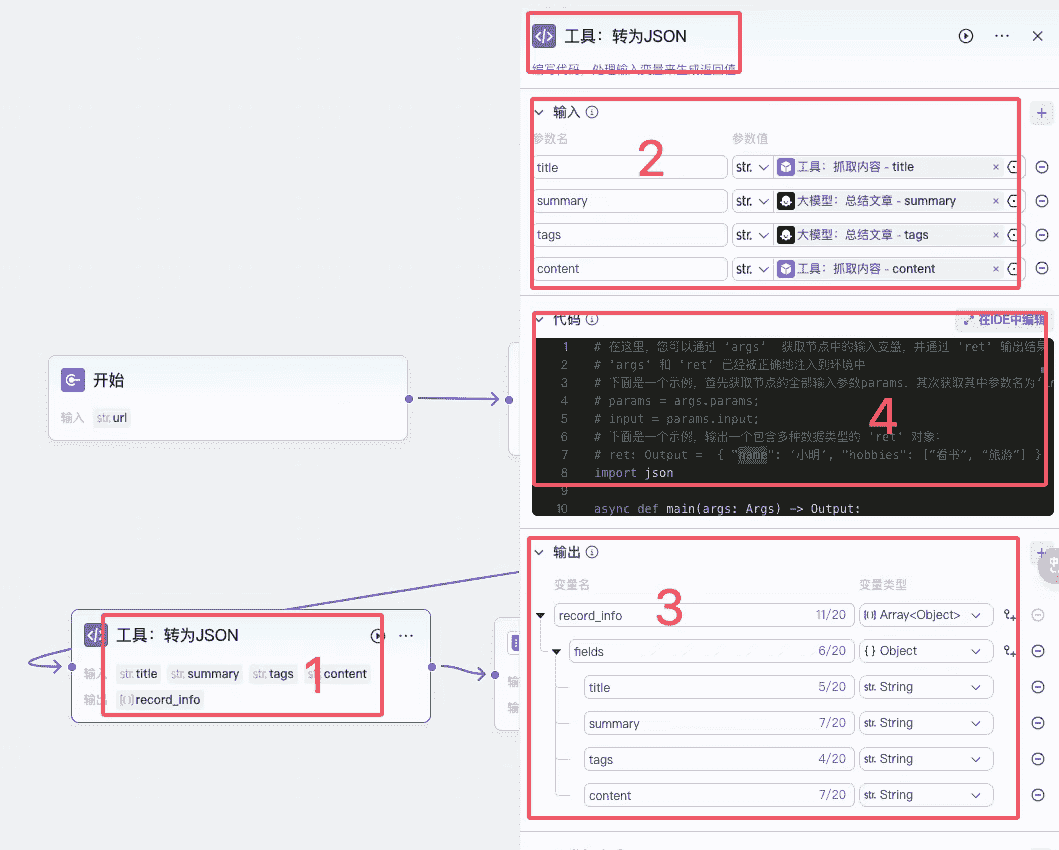 工具：转为JSON
编写代码，处理输入变量来生成返回值
输入
参数名 参数值
title str. 工具：抓取内容 - title
summary str. 大模型：总结文章 - summary
tags str. 大模型：总结文章 - tags
content str. 工具：抓取内容 - content
2
代码 在IDE中编辑
1 # 在这里，您可以通过 ‘args’ 获取节点中的输入变量，并通过 'ret' 输出结果
2 # 'args' 和 'ret' 已经被正确地注入到环境中
3 # 下面是一个示例，首先获取节点的全部输入参数params，其次获取其中参数名为
4 # params = args.params;
5 # input = params.input;
6 # 下面是一个示例，输出一个包含多种数据类型的 'ret' 对象：
7 # ret: Output = { "name": ‘小明’, "hobbies": [“看书”, “旅游”] }
8 import json
9
10 async def main(args: Args) -> Output:
4
输出
变量名 变量类型
record_info 11/20 Array<Object>
fields 6/20 { } Object
title 5/20 str. String
summary 7/20 str. String
tags 4/20 str. String
content 7/20 str. String
3
开始
输入 str. url
工具：转为JSON
输入 str. title str. summary str. tags str. content
输出 [()] record_info
1
输
输